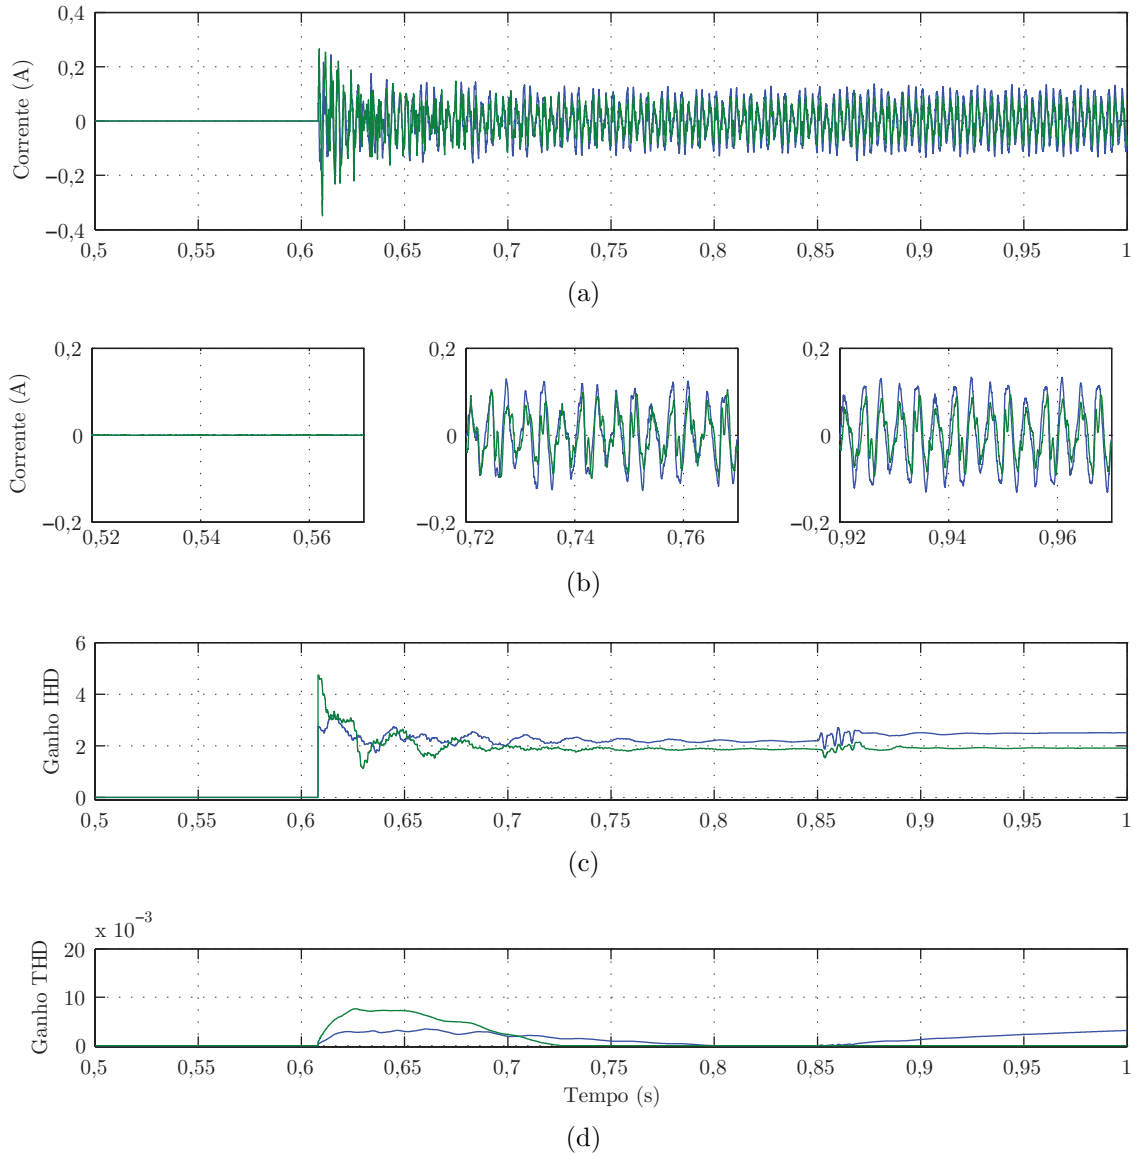 0,4
0,2
0
−0,2
−0,4
Corrente (A)
0,5 0,55 0,6 0,65 0,7 0,75 0,8 0,85 0,9 0,95 1
(a)
0,2 0,2 0,2
0 0 0
−0,2 −0,2 −0,2
Corrente (A)
0,52 0,54 0,56 0,72 0,74 0,76 0,92 0,94 0,96
(b)
6
4
2
0
Ganho IHD
0,5 0,55 0,6 0,65 0,7 0,75 0,8 0,85 0,9 0,95 1
(c)
x 10−3
20
10
0
Ganho THD
0,5 0,55 0,6 0,65 0,7 0,75 0,8 0,85 0,9 0,95 1
Tempo (s)
(d)